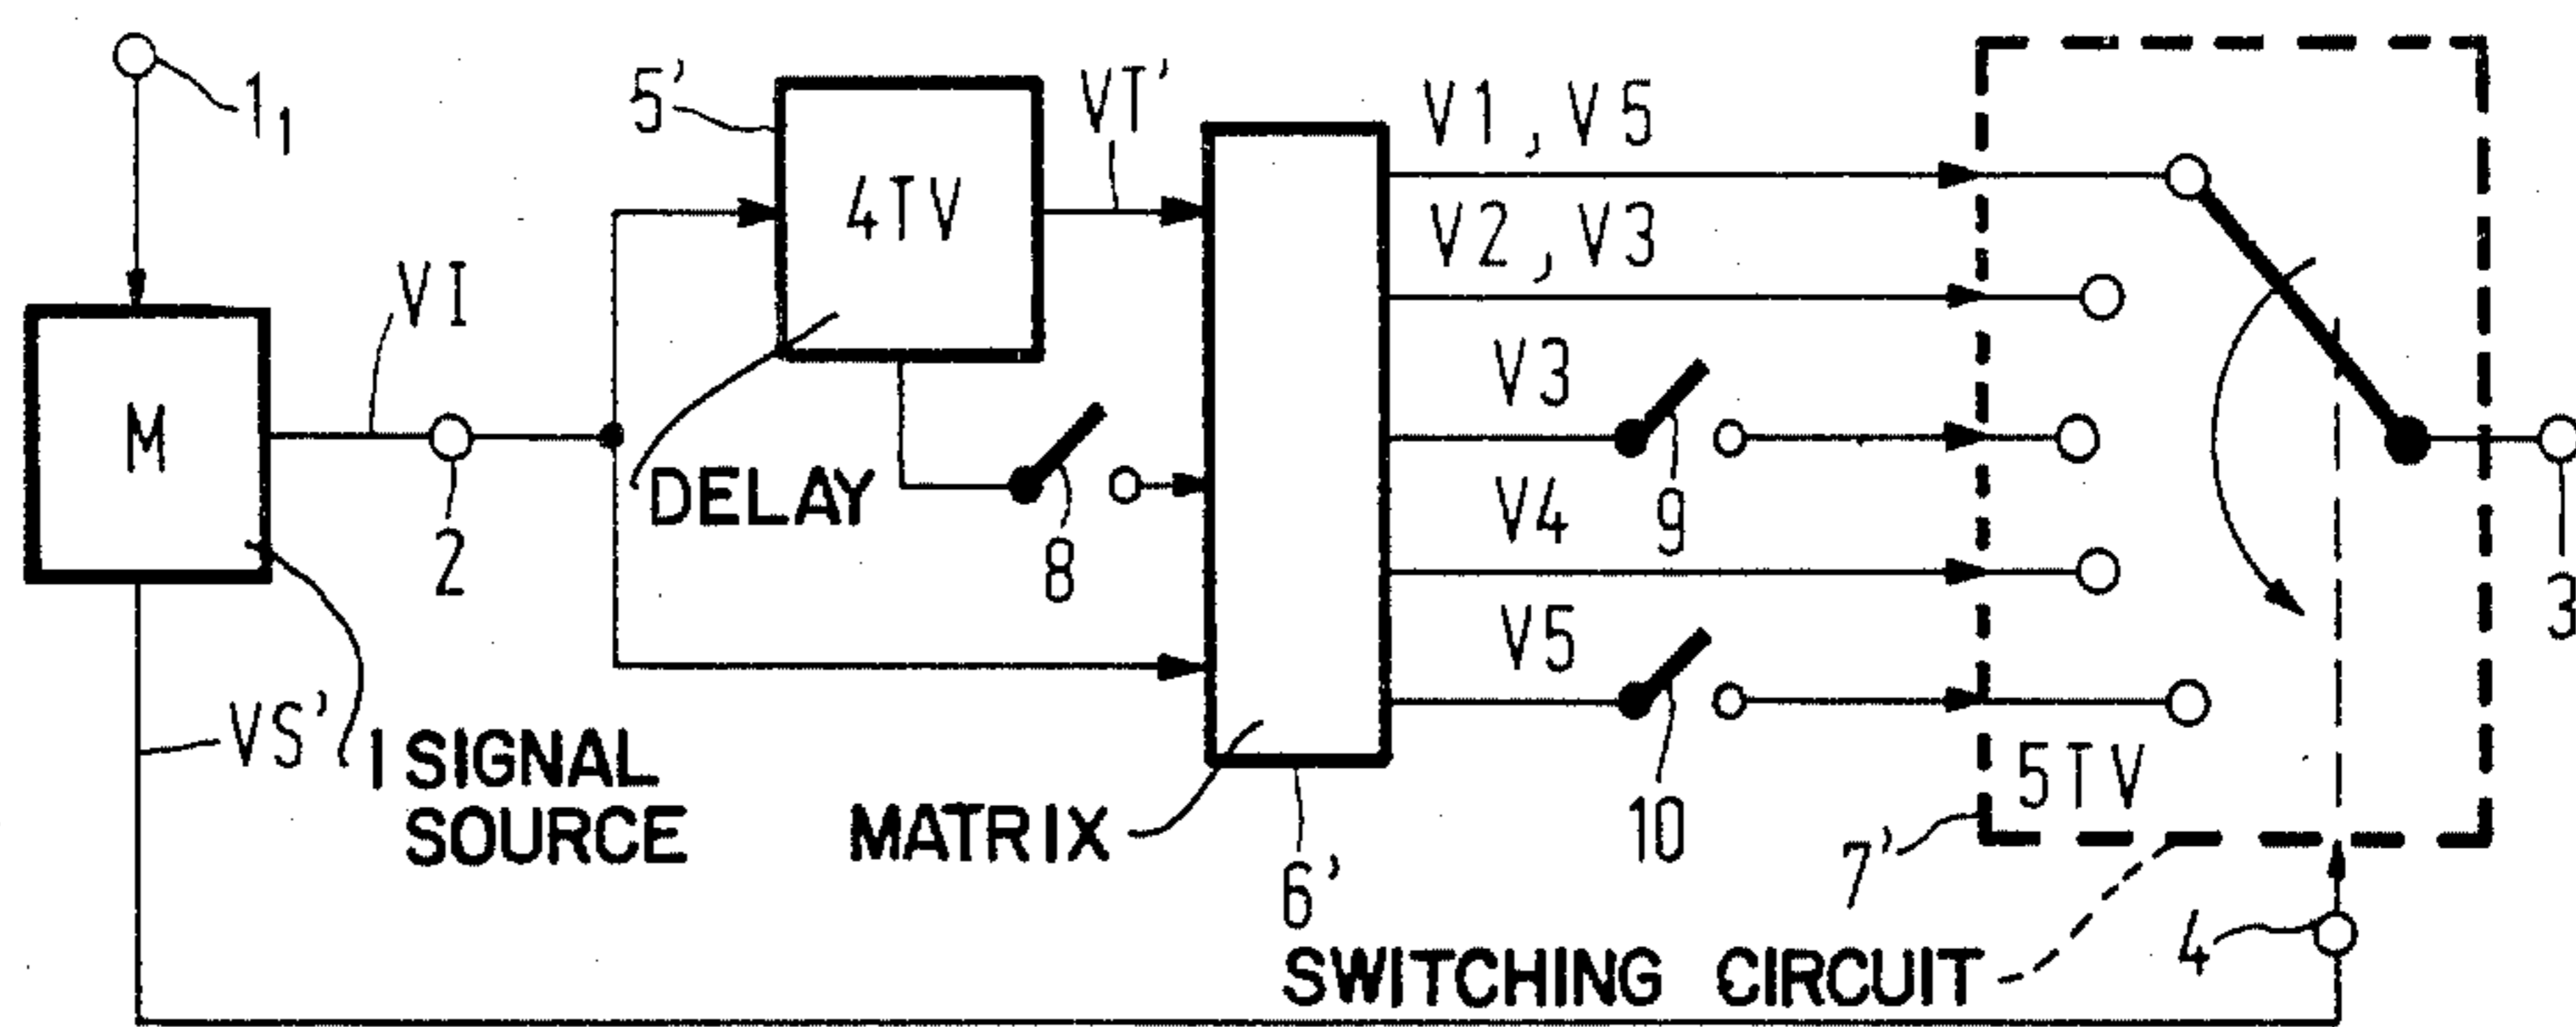 1₁
5'
VT'
V1, V5
4TV
V2, V3
VI
V3
M
DELAY
9
V4
2
8
3
V5
VS'
1 SIGNAL
SOURCE
5TV
MATRIX
10
7'
6'
4
SWITCHING CIRCUIT